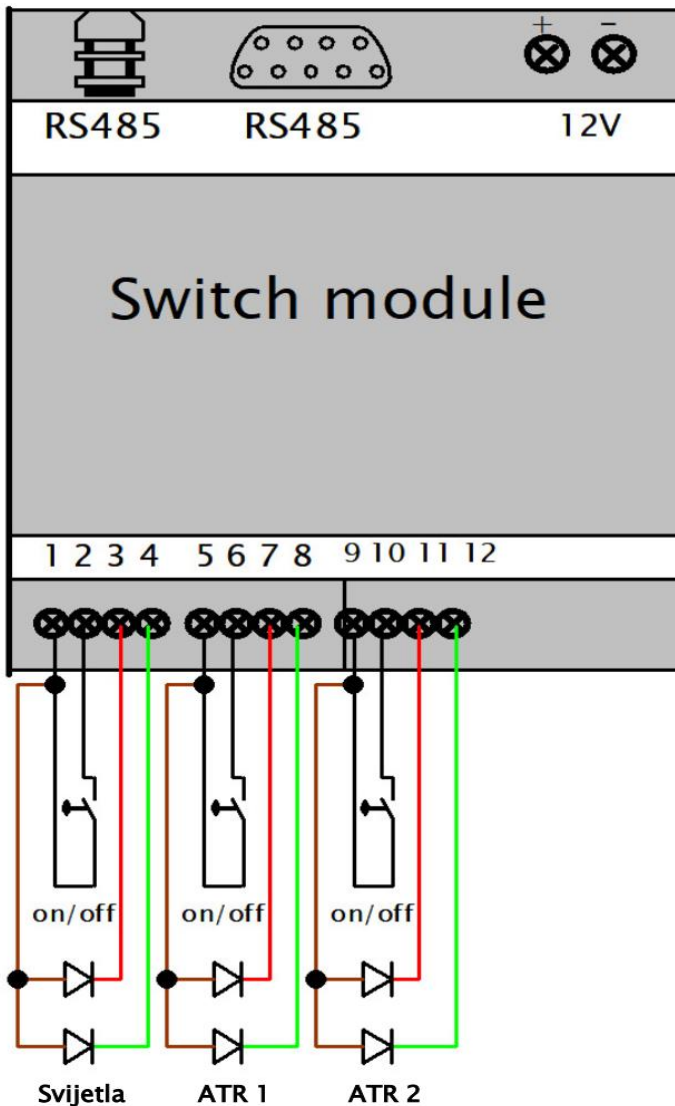 + −
RS485 RS485 12V
Switch module
1 2 3 4 5 6 7 8 9 10 11 12
on/off on/off on/off
Svijetla ATR 1 ATR 2